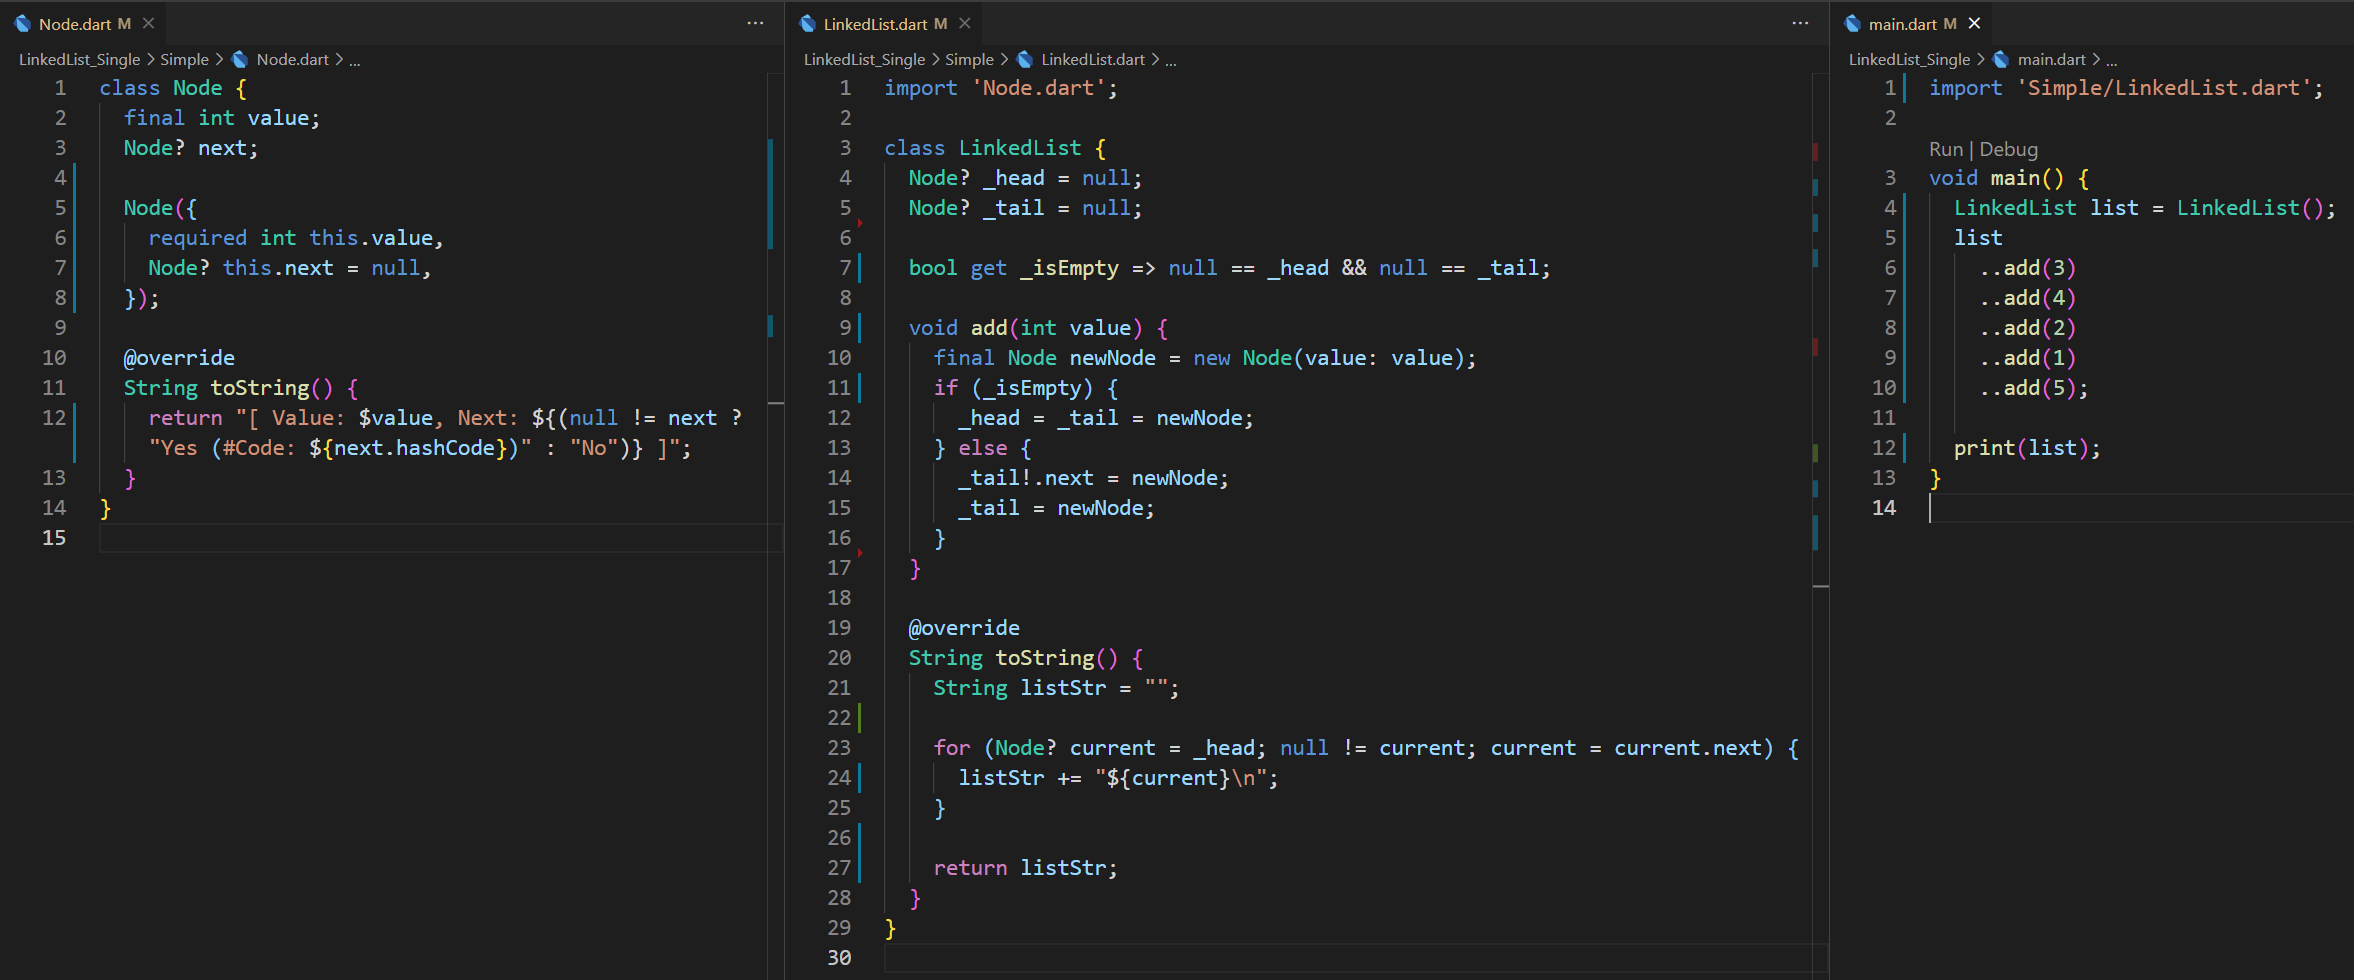 Node.dart M
LinkedList_Single > Simple > Node.dart > ...
1 class Node {
2   final int value;
3   Node? next;
4
5   Node({
6     required int this.value,
7     Node? this.next = null,
8   });
9
10   @override
11   String toString() {
12     return "[ Value: $value, Next: ${(null != next ?
    "Yes (#Code: ${next.hashCode})" : "No")} ]";
13   }
14 }
15
LinkedList.dart M
LinkedList_Single > Simple > LinkedList.dart > ...
1 import 'Node.dart';
2
3 class LinkedList {
4   Node? _head = null;
5   Node? _tail = null;
6
7   bool get _isEmpty => null == _head && null == _tail;
8
9   void add(int value) {
10     final Node newNode = new Node(value: value);
11     if (_isEmpty) {
12       _head = _tail = newNode;
13     } else {
14       _tail!.next = newNode;
15       _tail = newNode;
16     }
17   }
18
19   @override
20   String toString() {
21     String listStr = "";
22
23     for (Node? current = _head; null != current; current = current.next) {
24       listStr += "${current}\n";
25     }
26
27     return listStr;
28   }
29 }
30
main.dart M
LinkedList_Single > main.dart > ...
1 import 'Simple/LinkedList.dart';
2
Run | Debug
3 void main() {
4   LinkedList list = LinkedList();
5   list
6     ..add(3)
7     ..add(4)
8     ..add(2)
9     ..add(1)
10     ..add(5);
11
12   print(list);
13 }
14